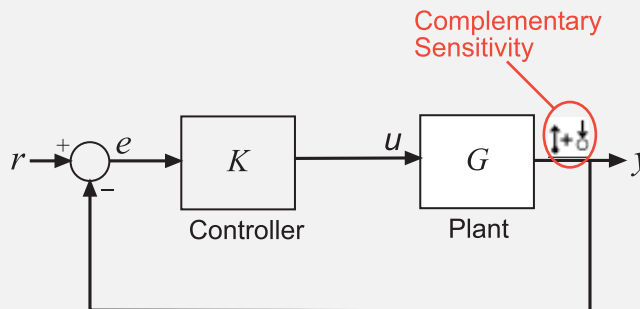 Complementary
Sensitivity
r + e K u G y
−
Controller Plant